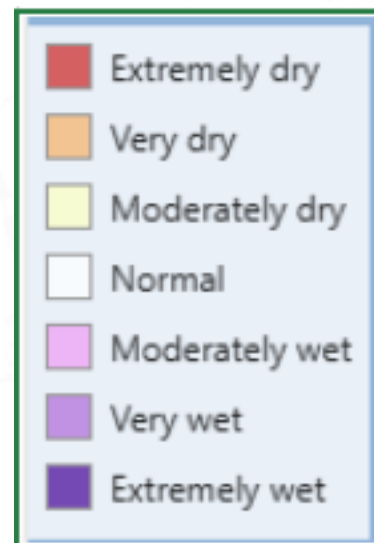 Extremely dry
Very dry
Moderately dry
Normal
Moderately wet
Very wet
Extremely wet